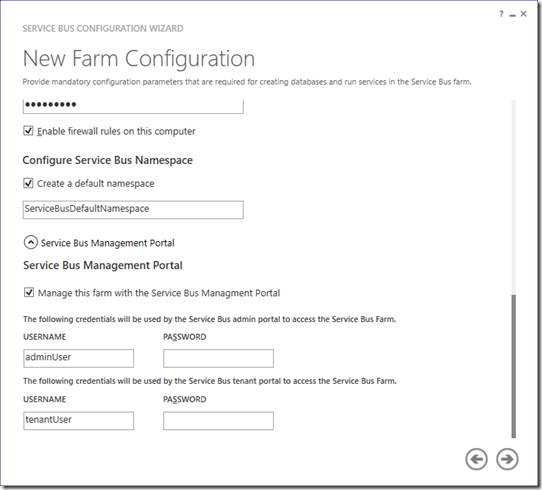 ? 
SERVICE BUS CONFIGURATION WIZARD
New Farm Configuration
Provide mandatory configuration parameters that are required for creating databases and run services in the Service Bus farm.
●●●●●●●●●
Enable firewall rules on this computer
Configure Service Bus Namespace
Create a default namespace
ServiceBusDefaultNamespace
Service Bus Management Portal
Service Bus Management Portal
Manage this farm with the Service Bus Managment Portal
The following credentials will be used by the Service Bus admin portal to access the Service Bus Farm.
USERNAME PASSWORD
adminUser
The following credentials will be used by the Service Bus tenant portal to access the Service Bus Farm.
USERNAME PASSWORD
tenantUser